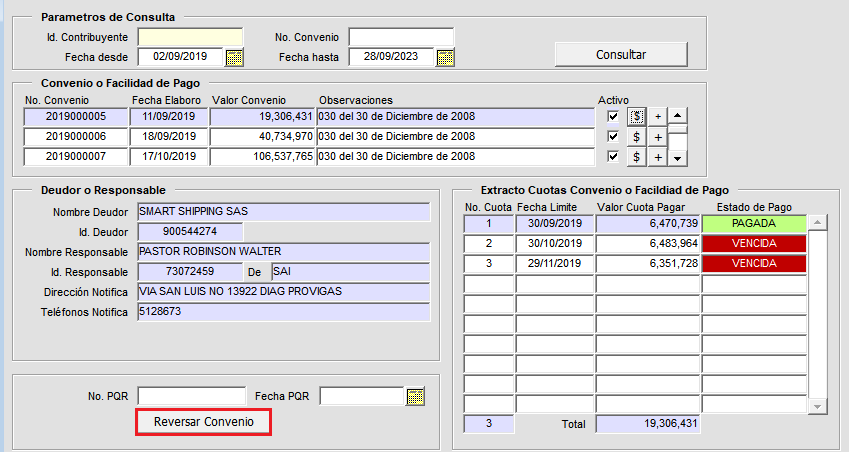 Parametros de Consulta
Id. Contribuyente No. Convenio
Fecha desde 02/09/2019 Fecha hasta 28/09/2023 Consultar
Convenio o Facilidad de Pago
No. Convenio Fecha Elaboro Valor Convenio Observaciones Activo
2019000005 11/09/2019 19,306,431 030 del 30 de Diciembre de 2008 $ +
2019000006 18/09/2019 40,734,970 030 del 30 de Diciembre de 2008 $ +
2019000007 17/10/2019 106,537,765 030 del 30 de Diciembre de 2008 $ +
Deudor o Responsable
Nombre Deudor SMART SHIPPING SAS
Id. Deudor 900544274
Nombre Responsable PASTOR ROBINSON WALTER
Id. Responsable 73072459 De SAI
Dirección Notifica VIA SAN LUIS NO 13922 DIAG PROVIGAS
Teléfonos Notifica 5128673
Extracto Cuotas Convenio o Facildiad de Pago
No. Cuota Fecha Limite Valor Cuota Pagar Estado de Pago
1 30/09/2019 6,470,739 PAGADA
2 30/10/2019 6,483,964 VENCIDA
3 29/11/2019 6,351,728 VENCIDA
3 Total 19,306,431
No. PQR Fecha PQR
Reversar Convenio